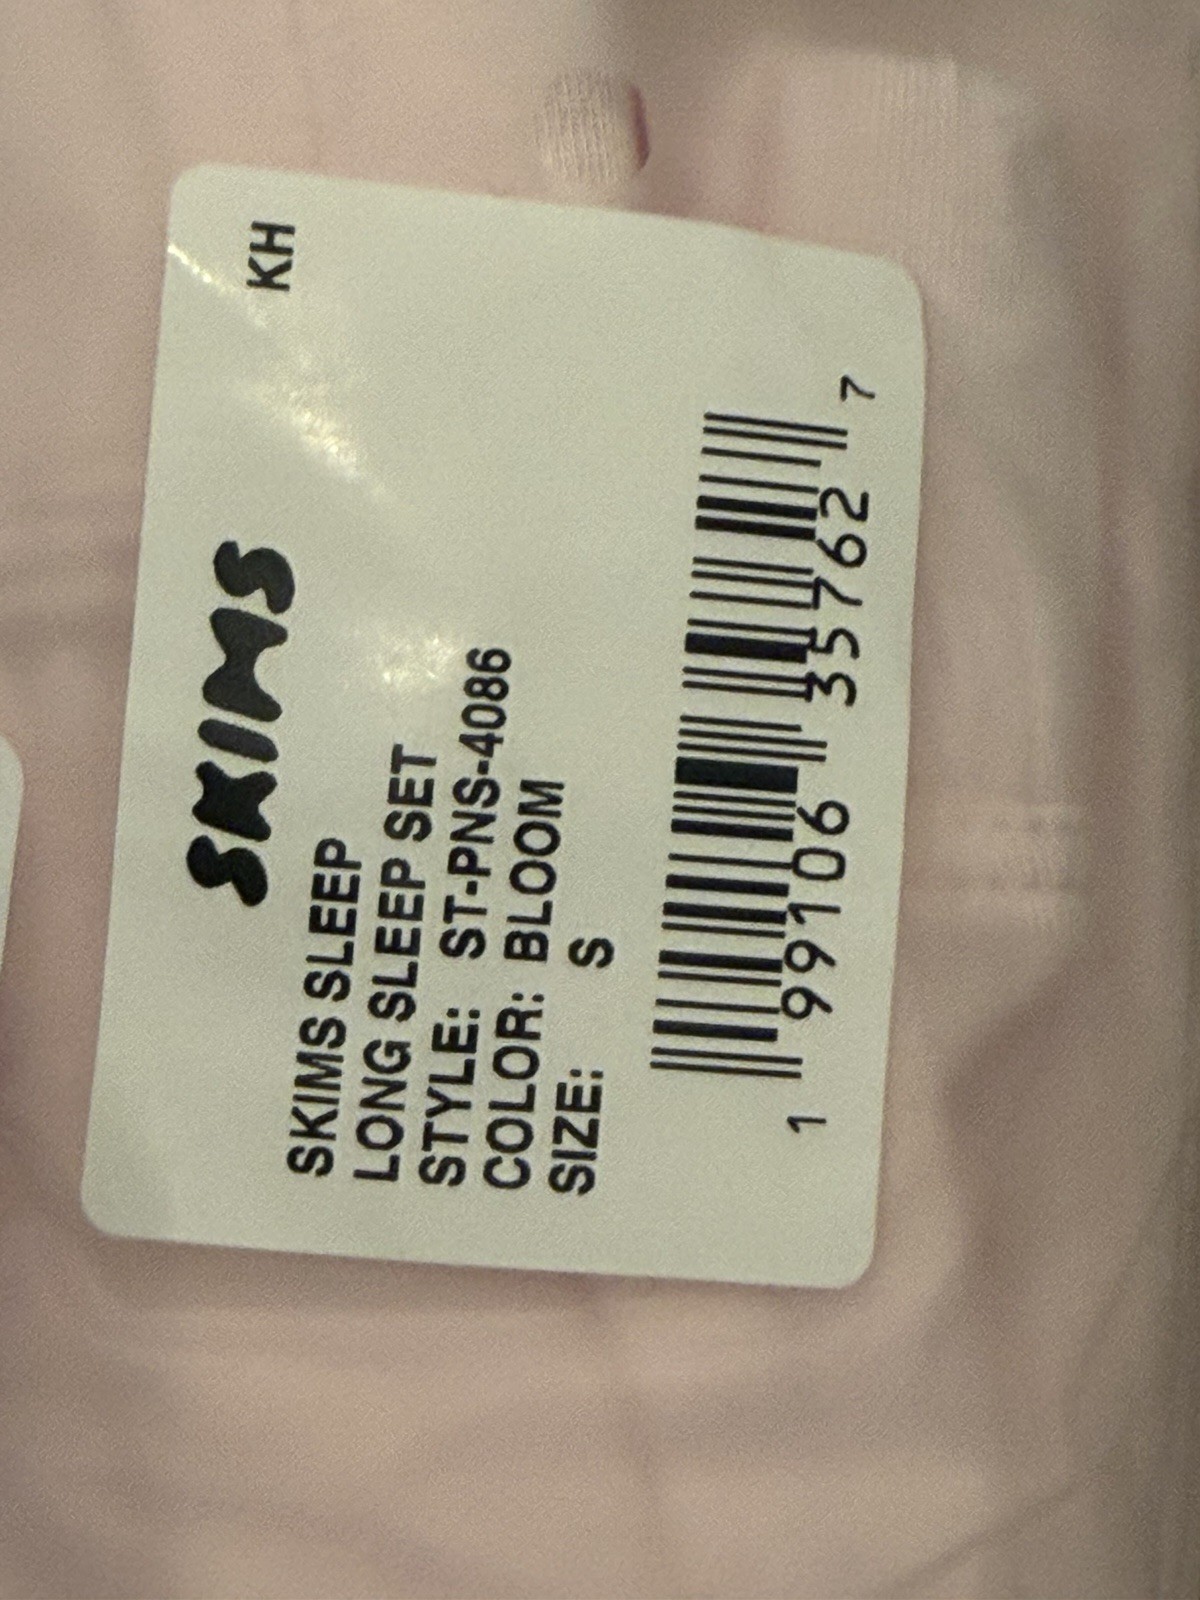 KH
SKIMS
SKIMS SLEEP
LONG SLEEP SET
STYLE: ST-PNS-4086
COLOR: BLOOM
SIZE: S
1 99106 35762 7